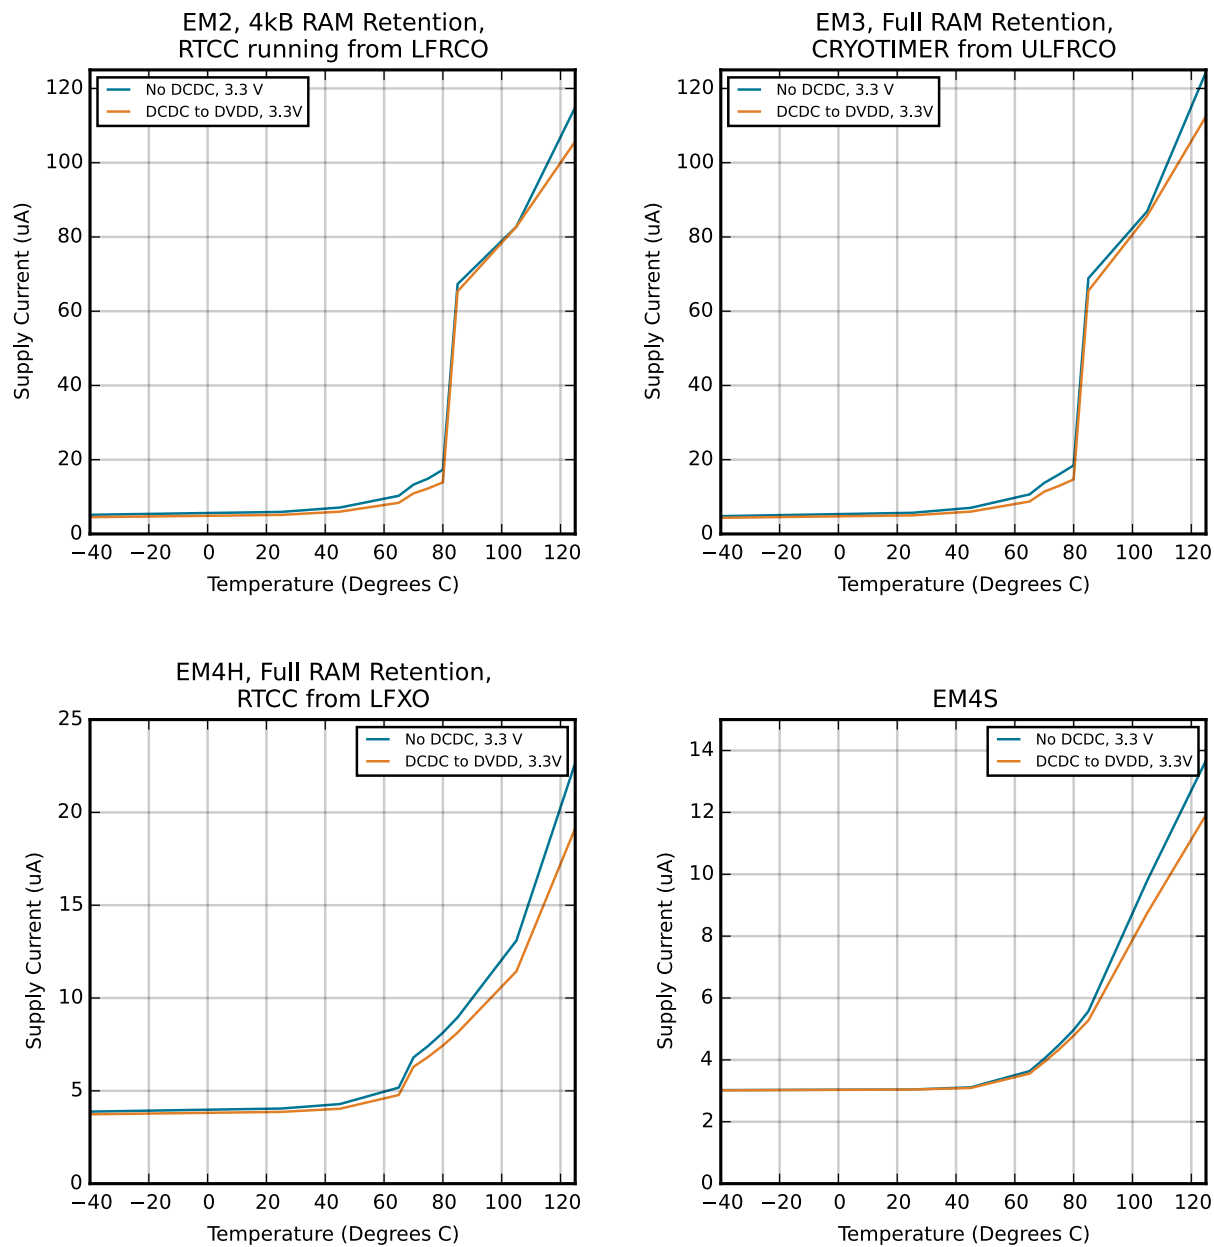 EM2, 4kB RAM Retention,
RTCC running from LFRCO
No DCDC, 3.3 V
DCDC to DVDD, 3.3V
120
100
80
60
40
20
0
Supply Current (uA)
−40 −20 0 20 40 60 80 100 120
Temperature (Degrees C)
EM3, Full RAM Retention,
CRYOTIMER from ULFRCO
No DCDC, 3.3 V
DCDC to DVDD, 3.3V
120
100
80
60
40
20
0
Supply Current (uA)
−40 −20 0 20 40 60 80 100 120
Temperature (Degrees C)
EM4H, Full RAM Retention,
RTCC from LFXO
No DCDC, 3.3 V
DCDC to DVDD, 3.3V
25
20
15
10
5
0
Supply Current (uA)
−40 −20 0 20 40 60 80 100 120
Temperature (Degrees C)
EM4S
No DCDC, 3.3 V
DCDC to DVDD, 3.3V
14
12
10
8
6
4
2
0
Supply Current (uA)
−40 −20 0 20 40 60 80 100 120
Temperature (Degrees C)